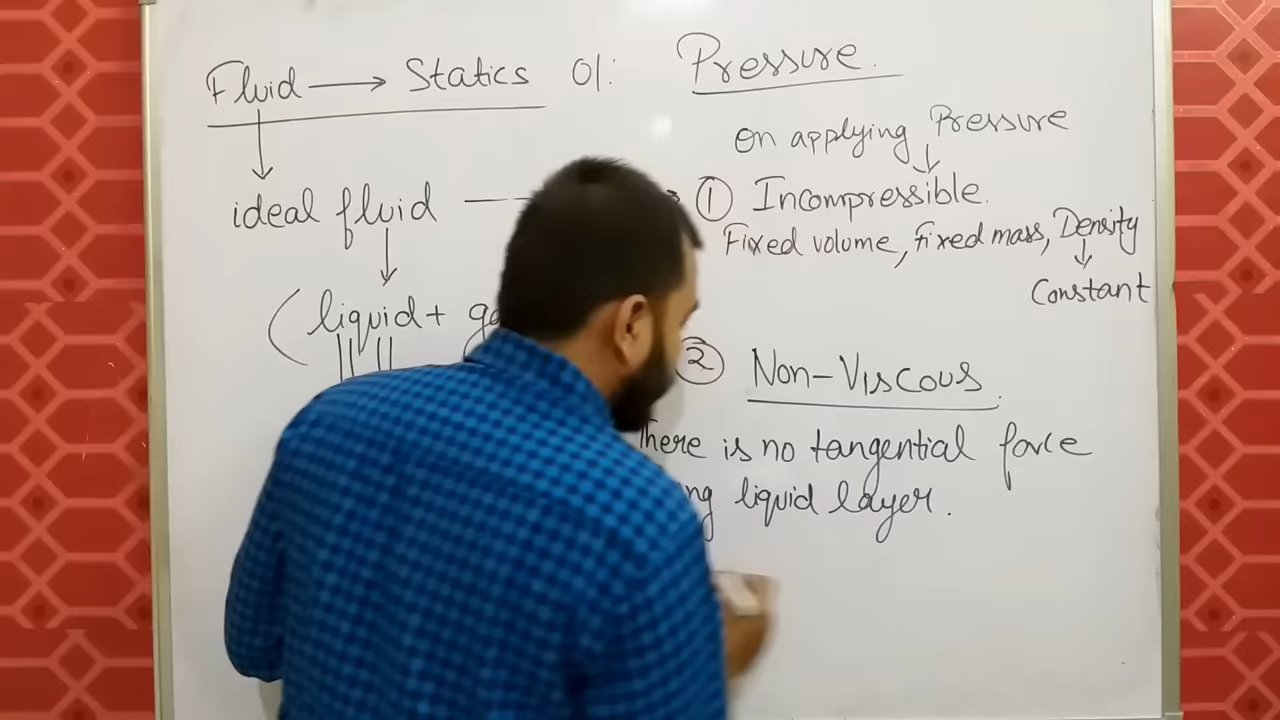 Fluid → Statics 01: Pressure.
On applying Pressure
ideal fluid → ① Incompressible.
Fixed volume, fixed mass, Density
Constant
(liquid +
② Non-Viscous.
There is no tangential force
liquid layer.